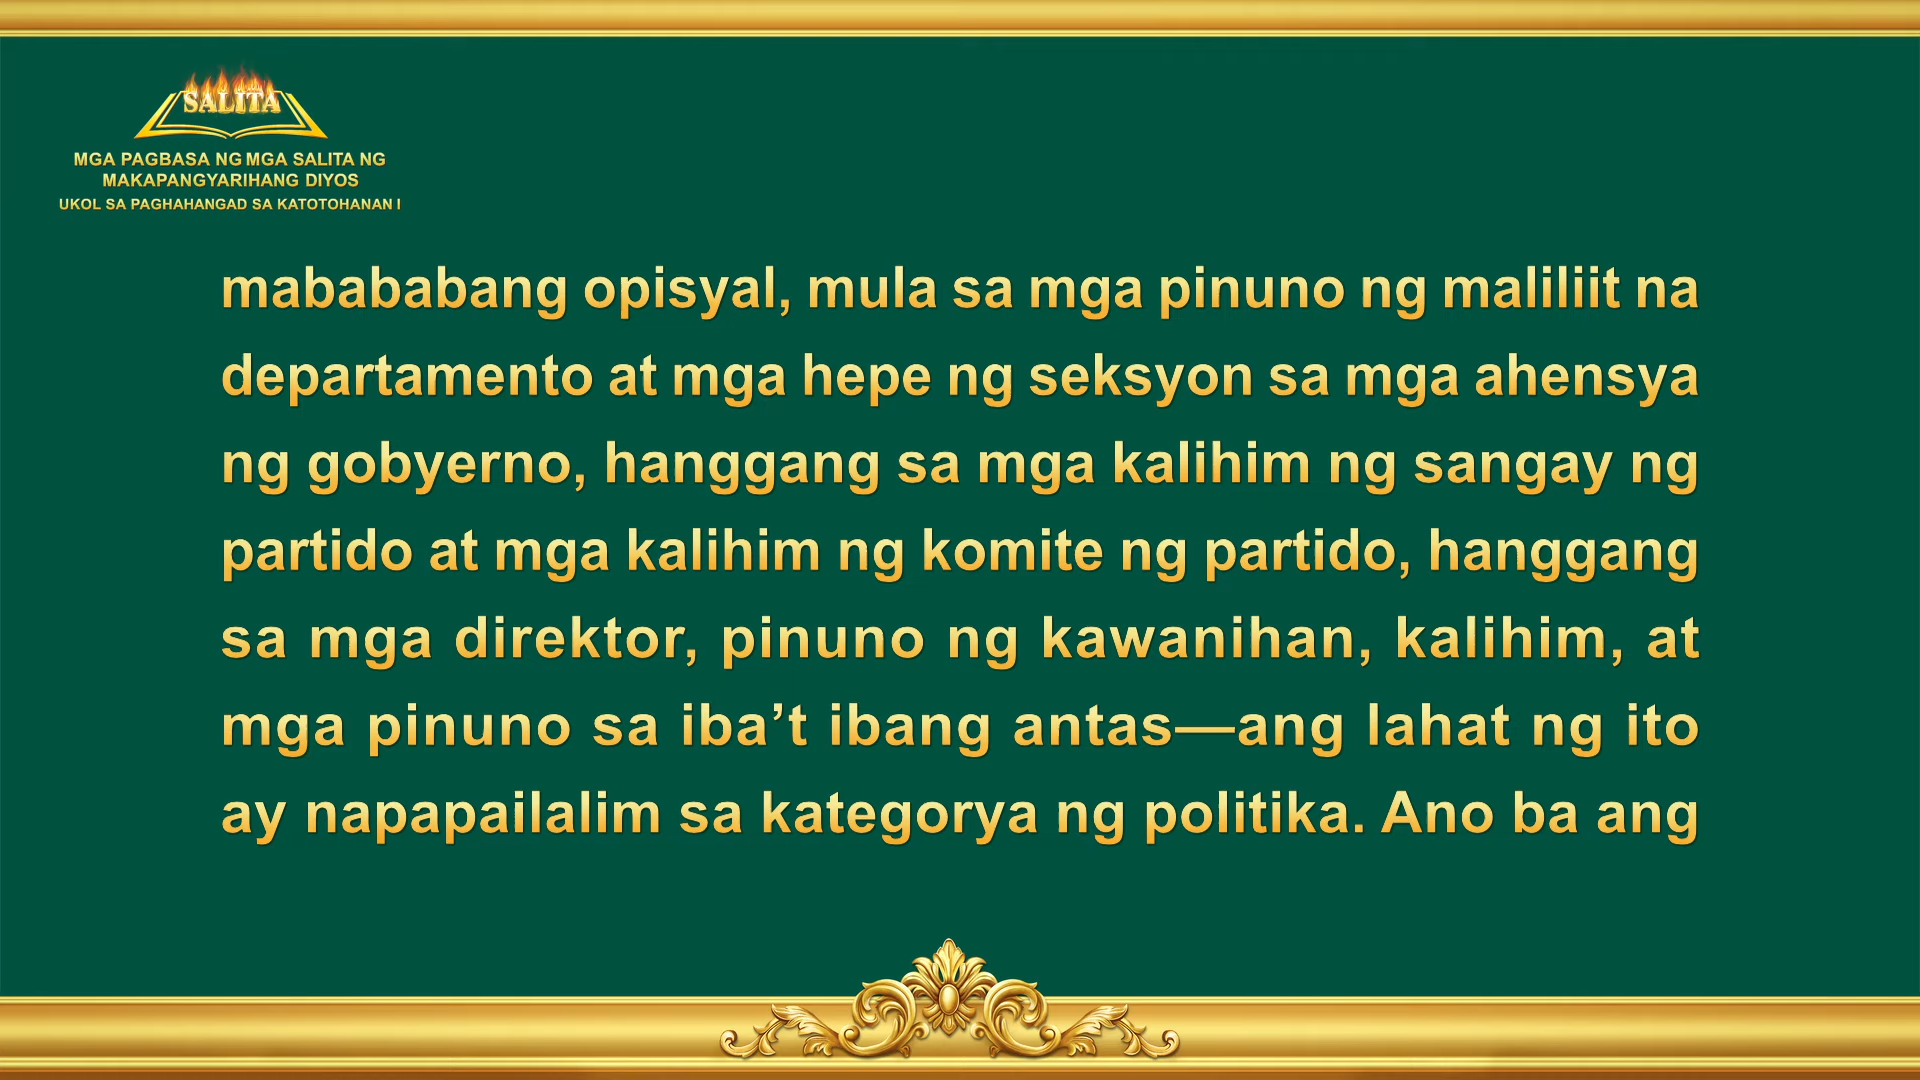 SALITA
MGA PAGBASA NG MGA SALITA NG
MAKAPANGYARIHANG DIYOS
UKOL SA PAGHAHANGAD SA KATOTOHANAN I
mabababang opisyal, mula sa mga pinuno ng maliliit na
departamento at mga hepe ng seksyon sa mga ahensya
ng gobyerno, hanggang sa mga kalihim ng sangay ng
partido at mga kalihim ng komite ng partido, hanggang
sa mga direktor, pinuno ng kawanihan, kalihim, at
mga pinuno sa iba’t ibang antas—ang lahat ng ito
ay napapailalim sa kategorya ng politika. Ano ba ang